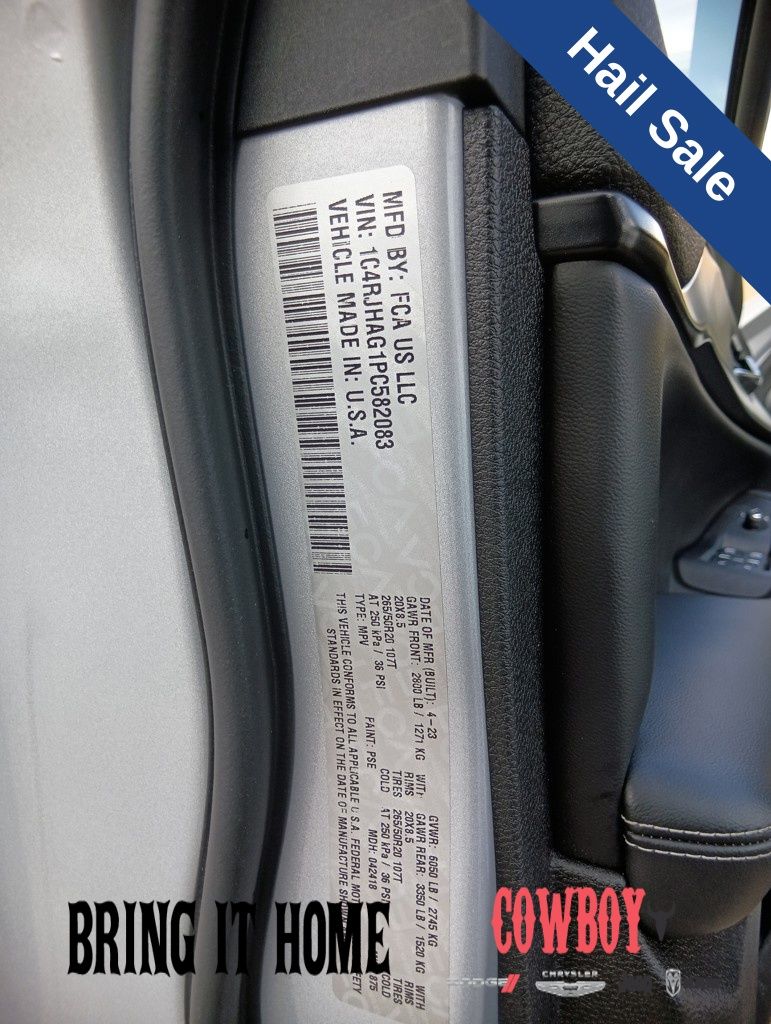 Hail Sale
MFD BY: FCA US LLC
VIN: 1C4RJHAG1PC582083
VEHICLE MADE IN: U.S.A.
DATE OF MFR (BUILT): 4-23
GVWR: 6050 LB / 2745 KG
GAWR FRONT: 2800 LB / 1271 KG WITH
GAWR REAR: 3350 LB / 1520 KG WITH
20X8.5 RIMS
20X8.5 RIMS
265/50R20 107T TIRES
265/50R20 107T TIRES
AT 250 kPa / 36 PSI COLD
AT 250 kPa / 36 PSI COLD
TYPE: MPV
PAINT: PSE
MDH: 042418
THIS VEHICLE CONFORMS TO ALL APPLICABLE U.S.A. FEDERAL
STANDARDS IN EFFECT ON THE DATE OF MANUFACTURE
BRING IT HOME
COWBOY
DODGE
CHRYSLER